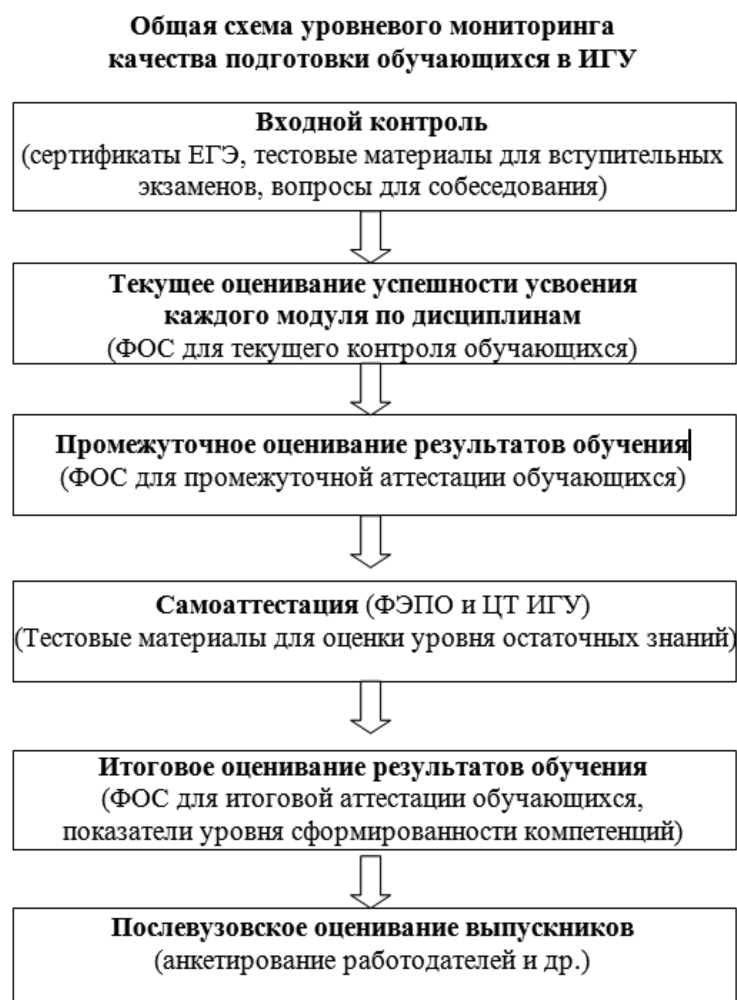 Общая схема уровневого мониторинга
качества подготовки обучающихся в ИГУ
Входной контроль
(сертификаты ЕГЭ, тестовые материалы для вступительных
экзаменов, вопросы для собеседования)
Текущее оценивание успешности усвоения
каждого модуля по дисциплинам
(ФОС для текущего контроля обучающихся)
Промежуточное оценивание результатов обучения
(ФОС для промежуточной аттестации обучающихся)
Самоаттестация (ФЭПО и ЦТ ИГУ)
(Тестовые материалы для оценки уровня остаточных знаний)
Итоговое оценивание результатов обучения
(ФОС для итоговой аттестации обучающихся,
показатели уровня сформированности компетенций)
Послевузовское оценивание выпускников
(анкетирование работодателей и др.)